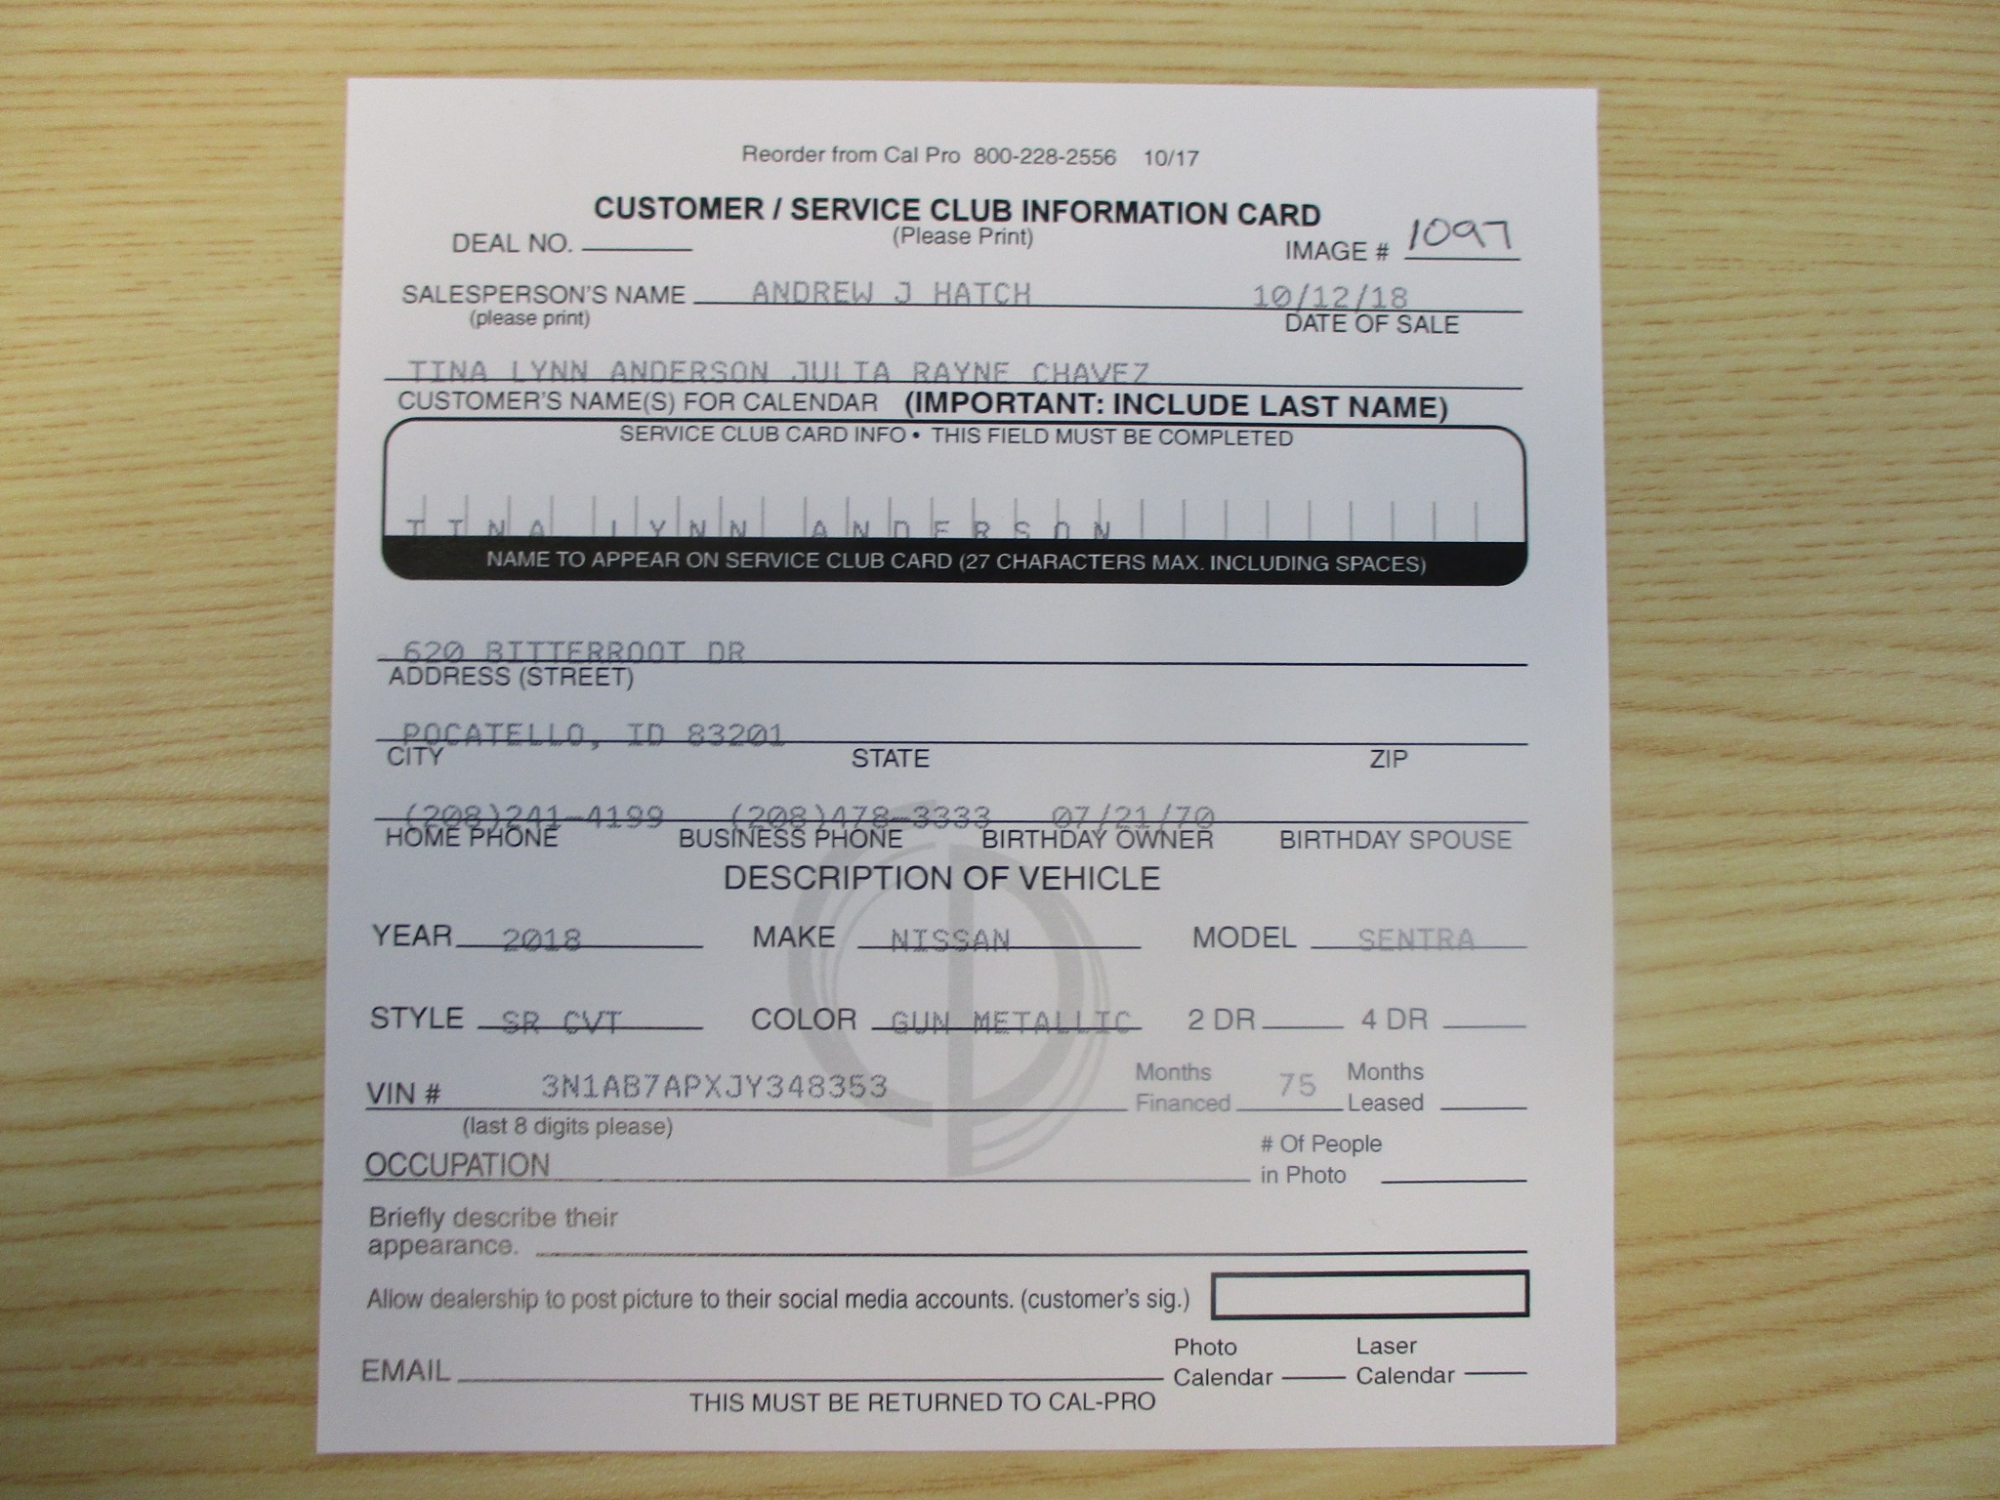 Reorder from Cal Pro 800-228-2556 10/17
CUSTOMER / SERVICE CLUB INFORMATION CARD
(Please Print)
DEAL NO. IMAGE # 1097
SALESPERSON'S NAME ANDREW J HATCH 10/12/18
(please print) DATE OF SALE
TINA LYNN ANDERSON JULIA RAYNE CHAVEZ
CUSTOMER'S NAME(S) FOR CALENDAR (IMPORTANT: INCLUDE LAST NAME)
SERVICE CLUB CARD INFO • THIS FIELD MUST BE COMPLETED
TINA LYNN ANDERSON
NAME TO APPEAR ON SERVICE CLUB CARD (27 CHARACTERS MAX. INCLUDING SPACES)
620 BITTERROOT DR
ADDRESS (STREET)
POCATELLO, ID 83201
CITY STATE ZIP
(208)241-4199 (208)478-3333 07/21/70
HOME PHONE BUSINESS PHONE BIRTHDAY OWNER BIRTHDAY SPOUSE
DESCRIPTION OF VEHICLE
YEAR 2018 MAKE NISSAN MODEL SENTRA
STYLE SR CVT COLOR GUN METALLIC 2 DR 4 DR
VIN # 3N1AB7APXJY348353 Months Financed 75 Months Leased
(last 8 digits please)
OCCUPATION # Of People in Photo
Briefly describe their
appearance.
Allow dealership to post picture to their social media accounts. (customer's sig.)
EMAIL Photo Calendar Laser Calendar
THIS MUST BE RETURNED TO CAL-PRO